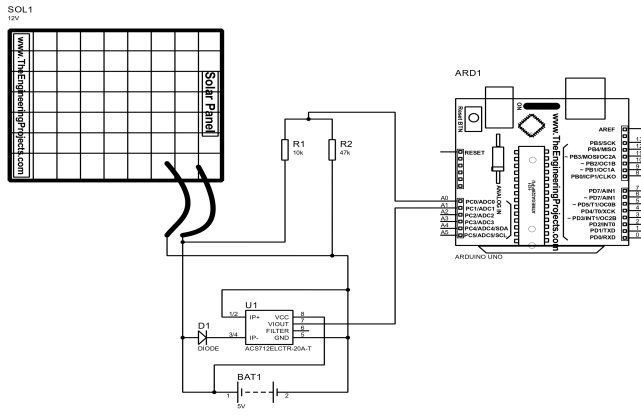 SOL1
12V
www.TheEngineeringProjects.com
Solar Panel
R1
10k
R2
47k
ARD1
Reset BTN
ON
www.TheEngineeringProjects.com
RESET
ANALOG IN
AREF
PB5/SCK
PB4/MISO
~ PB3/MOSI/OC2A
~ PB2/OC1B
~ PB1/OC1A
PB0/ICP1/CLKO
13
12
11
10
9
8
A0
A1
A2
A3
A4
A5
PC0/ADC0
PC1/ADC1
PC2/ADC2
PC3/ADC3
PC4/ADC4/SDA
PC5/ADC5/SCL
PD7/AIN1
~ PD7/AIN1
~ PD5/T1/OC0B
PD4/T0/XCK
~ PD3/INT1/OC2B
PD2/INT0
PD1/TXD
PD0/RXD
7
6
5
4
3
2
1
0
ARDUINO UNO
U1
1/2
IP+
VCC
8
VIOUT
7
FILTER
6
3/4
IP-
GND
5
ACS712ELCTR-20A-T
D1
DIODE
BAT1
1
2
5V